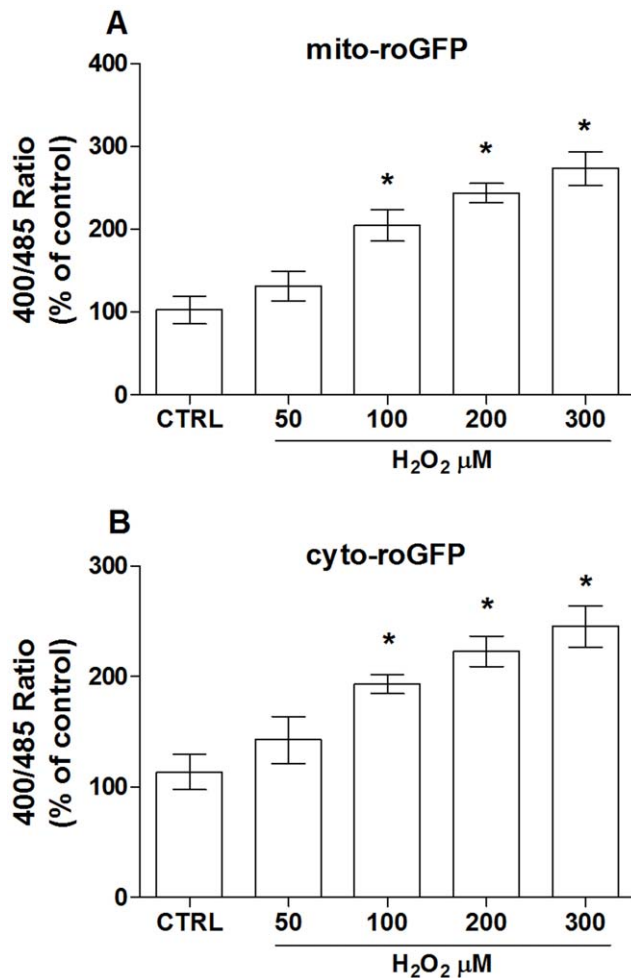 A
mito-roGFP
400/485 Ratio
(% of control)
400
300
200
100
0
* * *
CTRL 50 100 200 300
H₂O₂ μM
B
cyto-roGFP
400/485 Ratio
(% of control)
300
200
100
0
* * *
CTRL 50 100 200 300
H₂O₂ μM